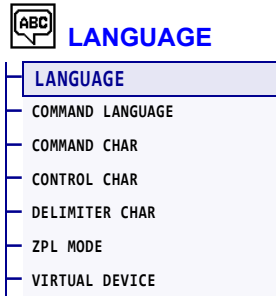 ABC
LANGUAGE
LANGUAGE
COMMAND LANGUAGE
COMMAND CHAR
CONTROL CHAR
DELIMITER CHAR
ZPL MODE
VIRTUAL DEVICE